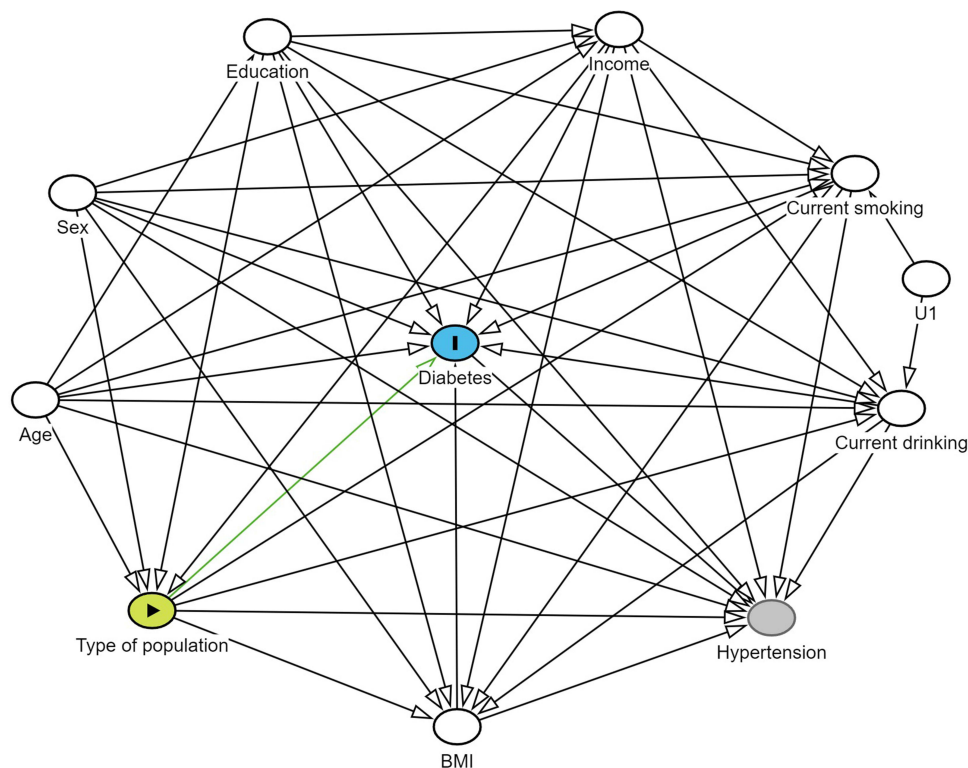 Education
Income
Current smoking
Sex
U1
Diabetes
Age
Current drinking
Type of population
Hypertension
BMI